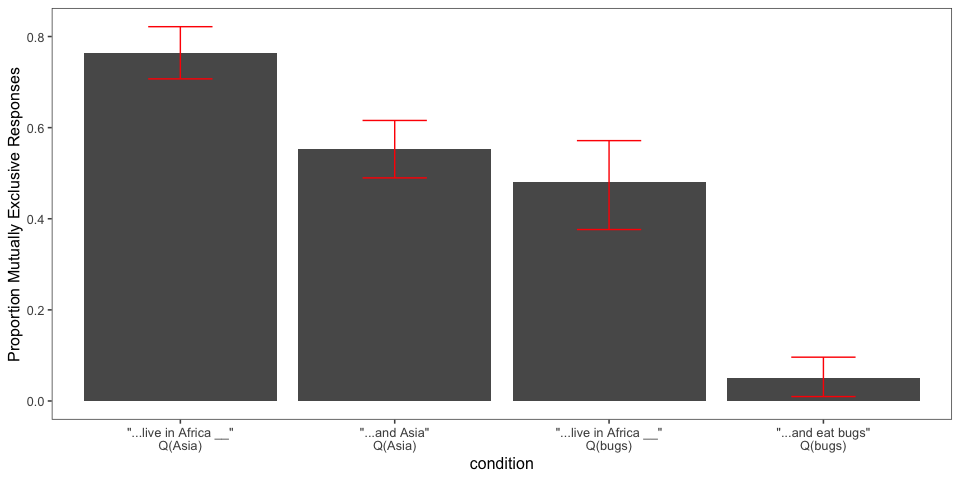 Proportion Mutually Exclusive Responses
0.8
0.6
0.4
0.2
0.0
"...live in Africa __" "...and Asia" "...live in Africa __" "...and eat bugs"
Q(Asia) Q(Asia) Q(bugs) Q(bugs)
condition